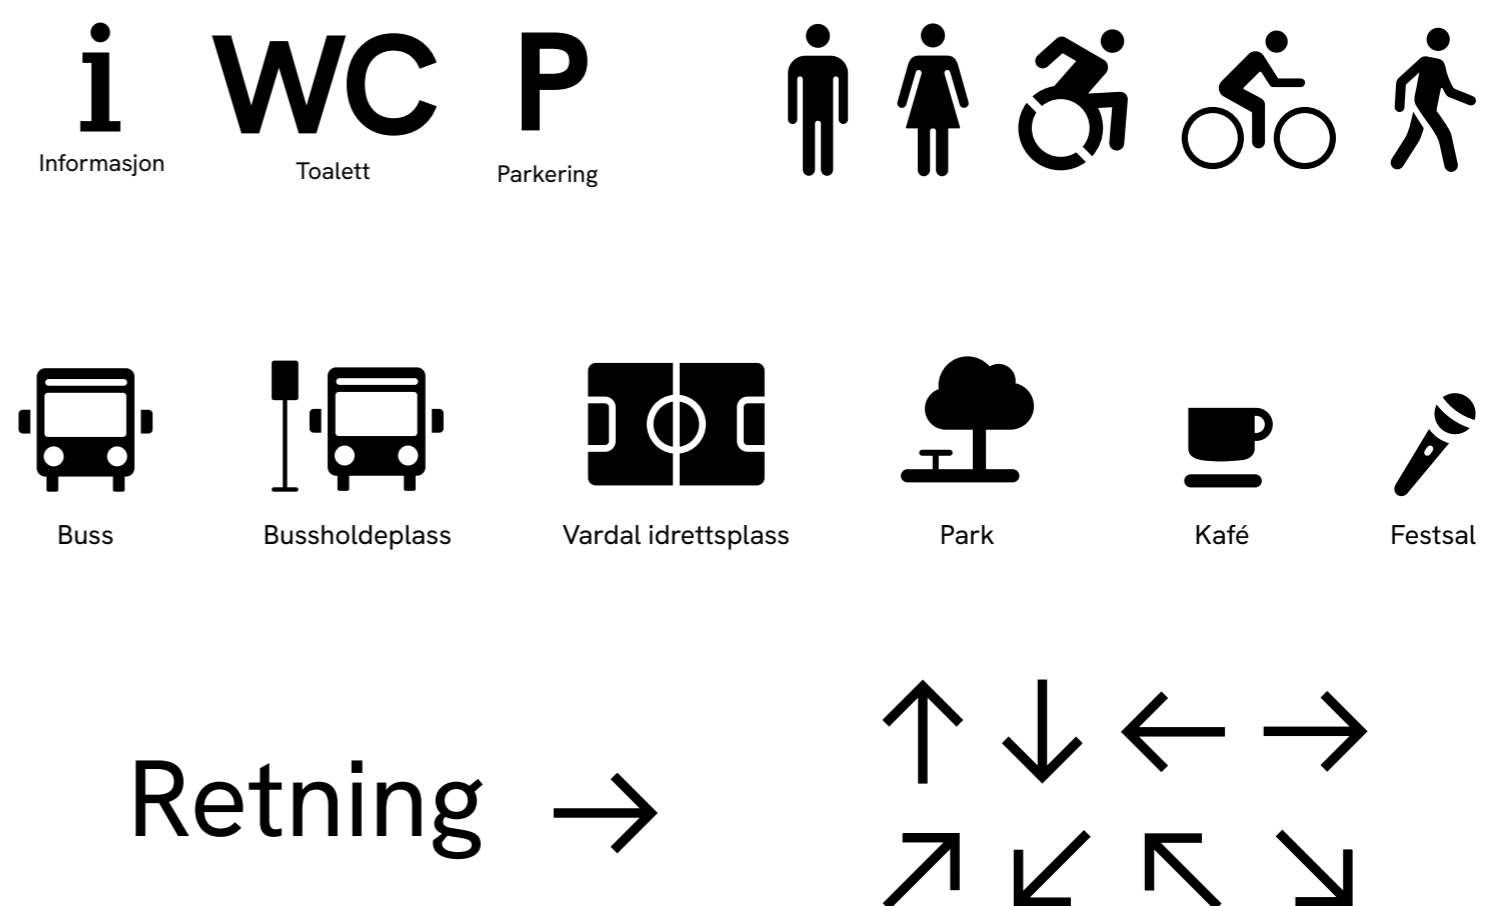 i WC P
Informasjon Toalett Parkering
Buss Bussholdeplass Vardal idrettsplass Park Kafé Festsal
Retning